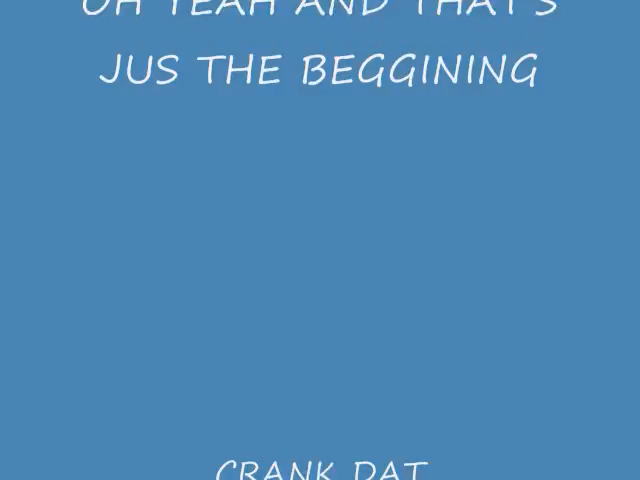 OH YEAH AND THAT'S
JUS THE BEGGINING
CRANK DAT